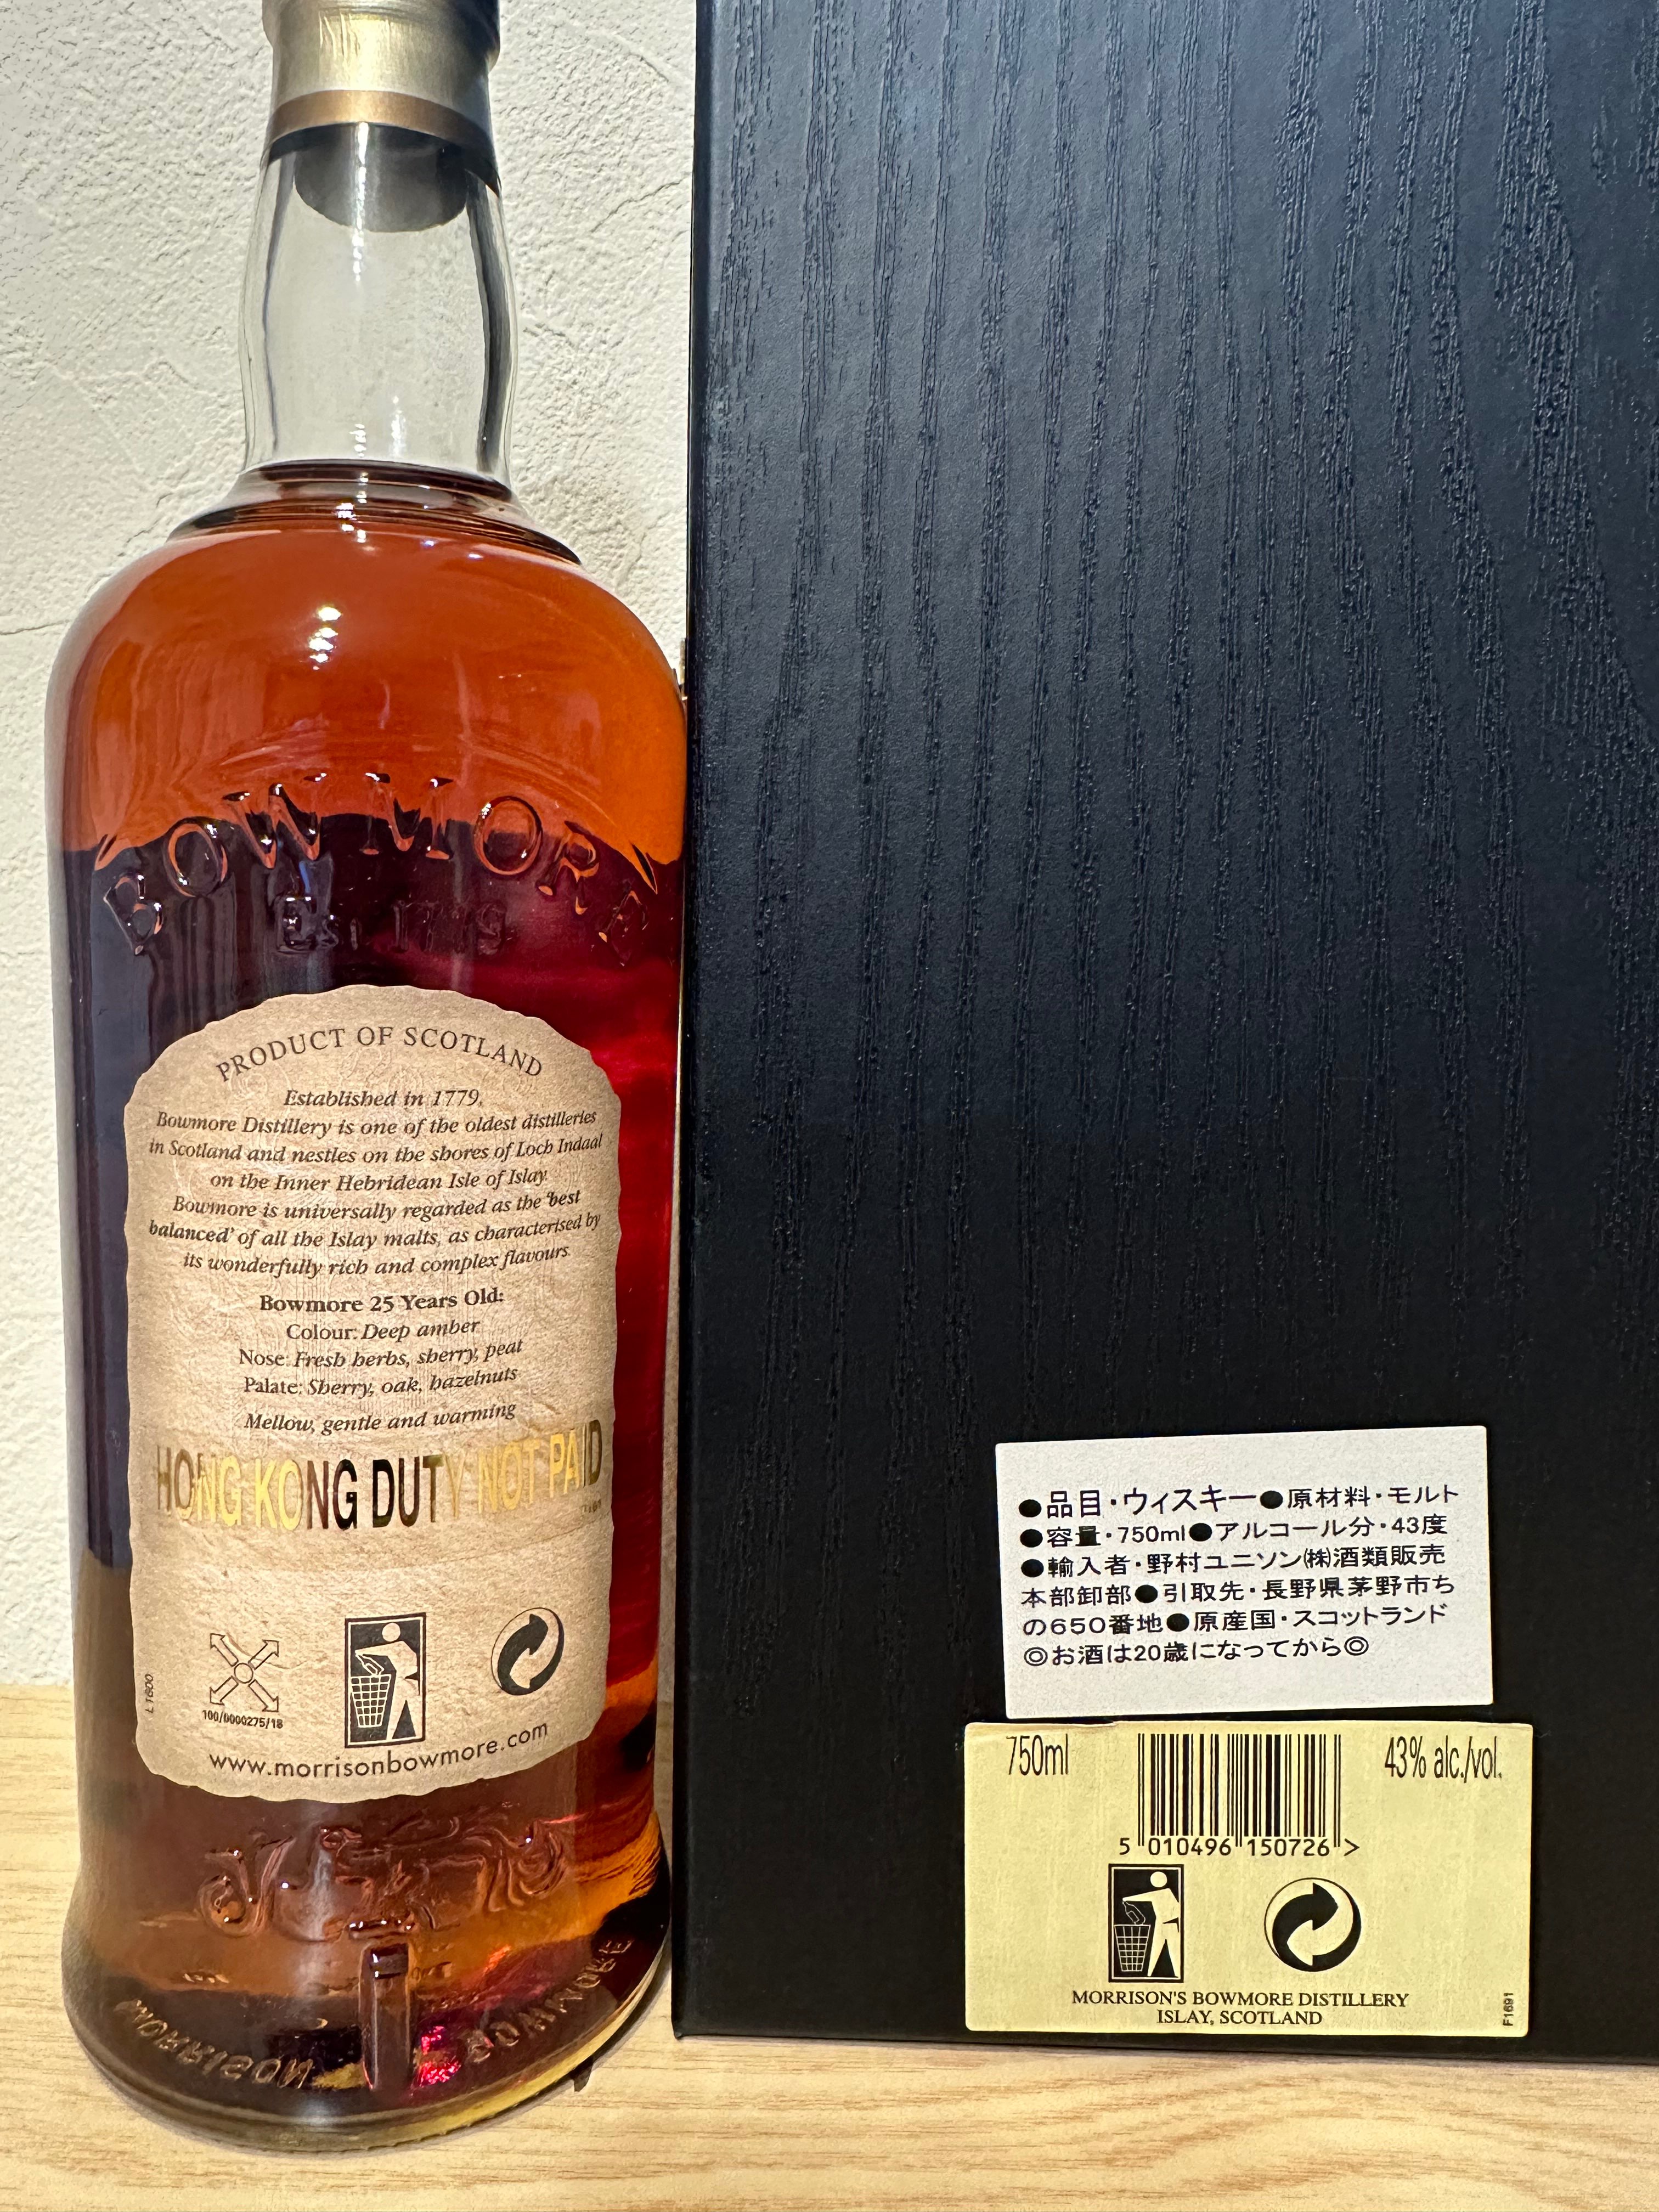 BOWMORE
Est. 1779
PRODUCT OF SCOTLAND
Established in 1779,
Bowmore Distillery is one of the oldest distilleries
in Scotland and nestles on the shores of Loch Indaal
on the Inner Hebridean Isle of Islay.
Bowmore is universally regarded as the 'best
balanced' of all the Islay malts, as characterised by
its wonderfully rich and complex flavours.
Bowmore 25 Years Old:
Colour: Deep amber
Nose: Fresh herbs, sherry, peat
Palate: Sherry, oak, hazelnuts
Mellow, gentle and warming
HONG KONG DUTY NOT PAID
L1600
100/0000275/18
www.morrisonbowmore.com
MORRISON BOWMORE
●品目・ウィスキー●原材料・モルト
●容量・750ml●アルコール分・43度
●輸入者・野村ユニソン㈱酒類販売
本部卸部●引取先・長野県茅野市ち
の650番地●原産国・スコットランド
◎お酒は20歳になってから◎
750ml
43% alc./vol.
5 010496 150726 >
MORRISON'S BOWMORE DISTILLERY
ISLAY, SCOTLAND
F1691